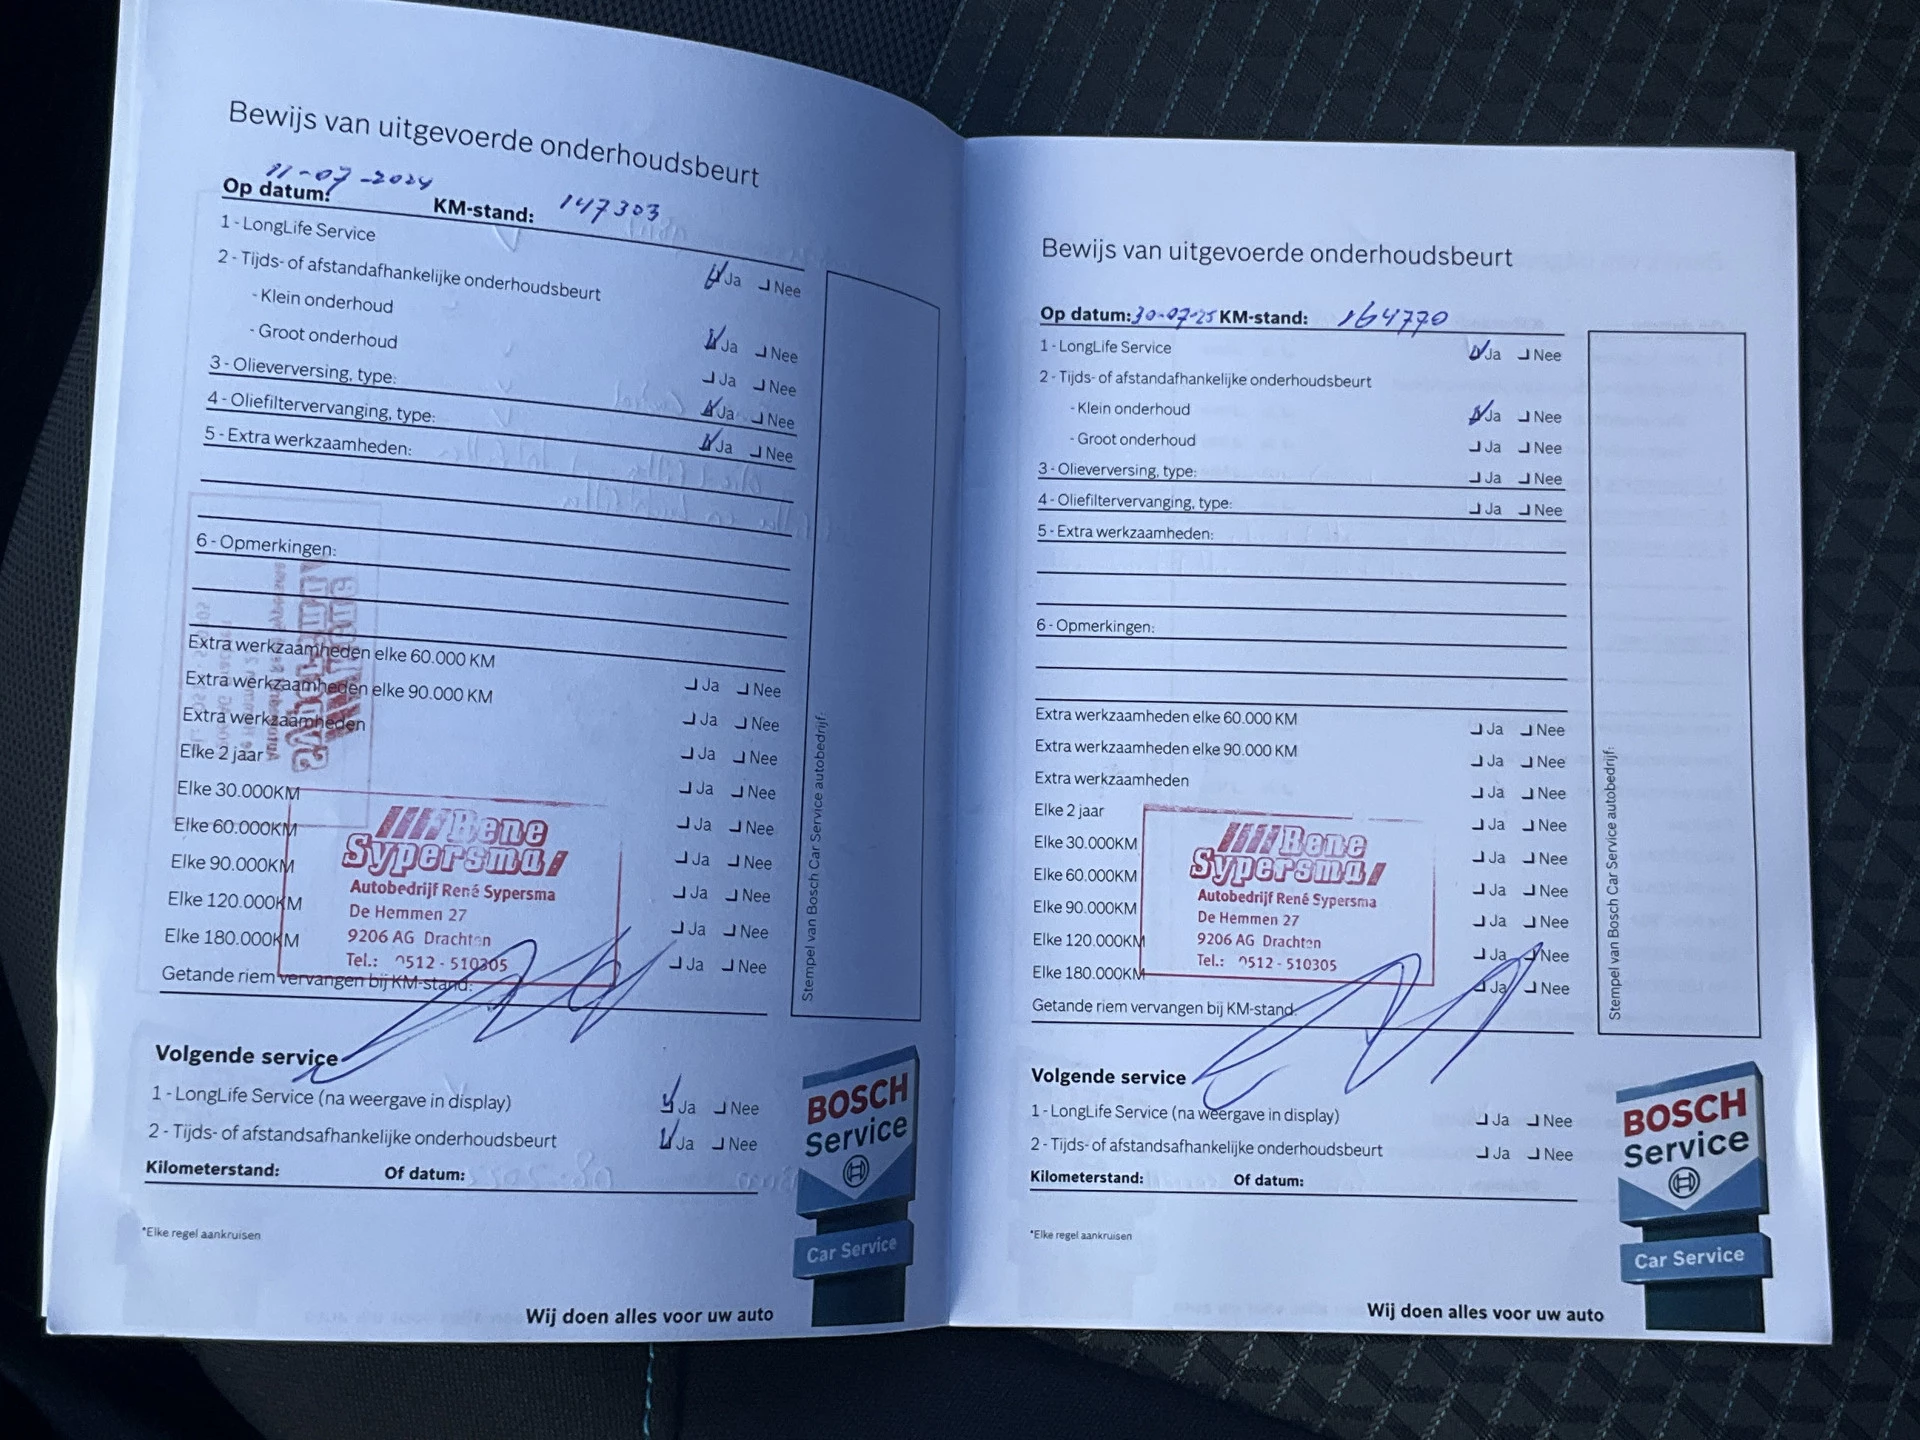 Bewijs van uitgevoerde onderhoudsbeurt
Op datum: 11-07-2024 KM-stand: 147303
1 - LongLife Service Ja Nee
2 - Tijds- of afstandafhankelijke onderhoudsbeurt
- Klein onderhoud Ja Nee
- Groot onderhoud Ja Nee
3 - Olieverversing, type: Ja Nee
4 - Oliefiltervervanging, type: Ja Nee
5 - Extra werkzaamheden:
6 - Opmerkingen:
Extra werkzaamheden elke 60.000 KM Ja Nee
Extra werkzaamheden elke 90.000 KM Ja Nee
Extra werkzaamheden Ja Nee
Elke 2 jaar Ja Nee
Elke 30.000KM Ja Nee
Elke 60.000KM Ja Nee
Elke 90.000KM Ja Nee
Elke 120.000KM Ja Nee
Elke 180.000KM Ja Nee
Getande riem vervangen bij KM-stand:
Rene
Sypersma
Autobedrijf René Sypersma
De Hemmen 27
9206 AG Drachten
Tel.: 0512 - 510305
Stempel van Bosch Car Service autobedrijf:
Volgende service
1 - LongLife Service (na weergave in display) Ja Nee
2 - Tijds- of afstandsafhankelijke onderhoudsbeurt Ja Nee
Kilometerstand: Of datum:
*Elke regel aankruisen
BOSCH
Service
Car Service
Wij doen alles voor uw auto
Bewijs van uitgevoerde onderhoudsbeurt
Op datum: 30-07-25 KM-stand: 164770
1 - LongLife Service Ja Nee
2 - Tijds- of afstandafhankelijke onderhoudsbeurt
- Klein onderhoud Ja Nee
- Groot onderhoud Ja Nee
3 - Olieverversing, type: Ja Nee
4 - Oliefiltervervanging, type: Ja Nee
5 - Extra werkzaamheden:
6 - Opmerkingen:
Extra werkzaamheden elke 60.000 KM Ja Nee
Extra werkzaamheden elke 90.000 KM Ja Nee
Extra werkzaamheden Ja Nee
Elke 2 jaar Ja Nee
Elke 30.000KM Ja Nee
Elke 60.000KM Ja Nee
Elke 90.000KM Ja Nee
Elke 120.000KM Ja Nee
Elke 180.000KM Ja Nee
Getande riem vervangen bij KM-stand:
Rene
Sypersma
Autobedrijf René Sypersma
De Hemmen 27
9206 AG Drachten
Tel.: 0512 - 510305
Stempel van Bosch Car Service autobedrijf:
Volgende service
1 - LongLife Service (na weergave in display) Ja Nee
2 - Tijds- of afstandsafhankelijke onderhoudsbeurt Ja Nee
Kilometerstand: Of datum:
*Elke regel aankruisen
BOSCH
Service
Car Service
Wij doen alles voor uw auto